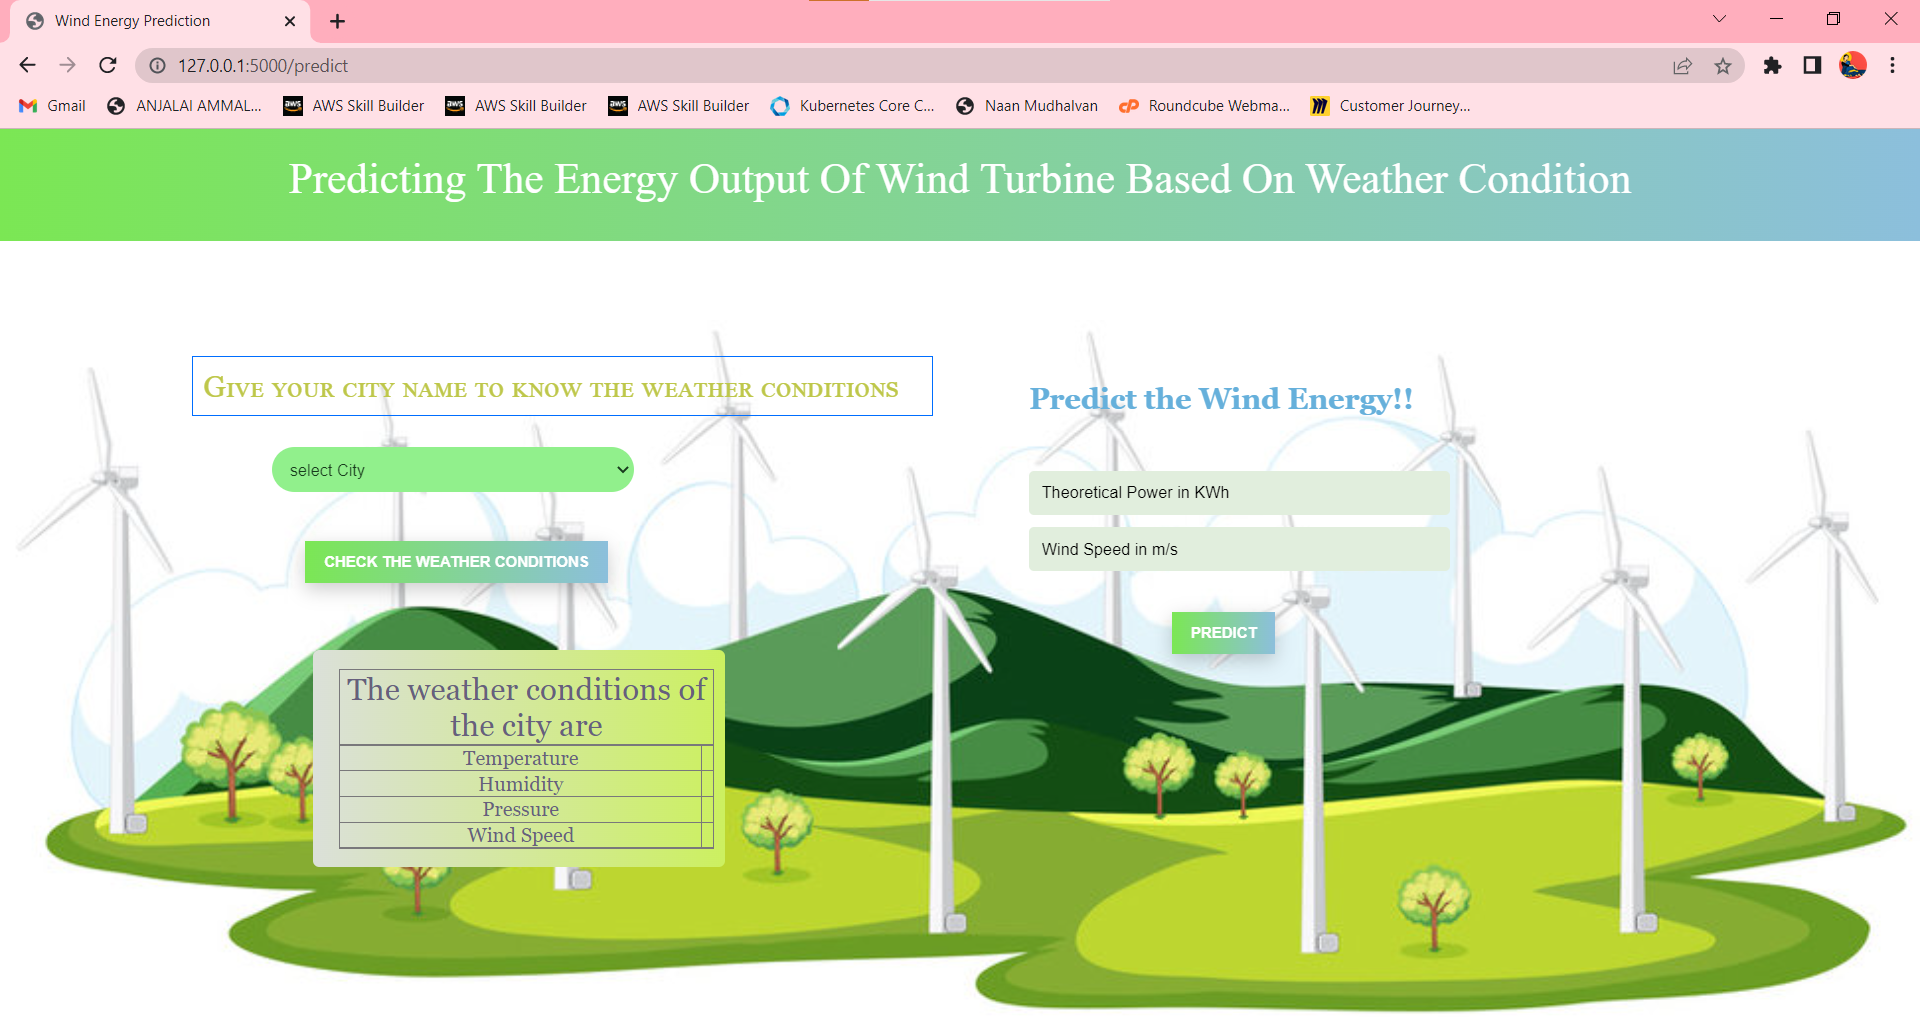 Wind Energy Prediction
127.0.0.1:5000/predict
Gmail
ANJALAI AMMAL...
aws AWS Skill Builder
aws AWS Skill Builder
aws AWS Skill Builder
Kubernetes Core C...
Naan Mudhalvan
cP Roundcube Webma...
Customer Journey...
Predicting The Energy Output Of Wind Turbine Based On Weather Condition
Give your city name to know the weather conditions
select City
CHECK THE WEATHER CONDITIONS
The weather conditions of
the city are
Temperature
Humidity
Pressure
Wind Speed
Predict the Wind Energy!!
Theoretical Power in KWh
Wind Speed in m/s
PREDICT